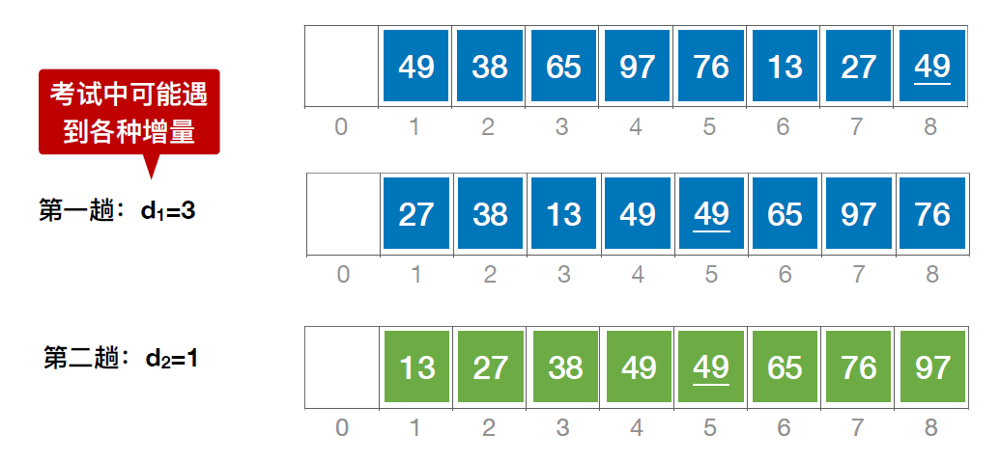 49 38 65 97 76 13 27 49
0 1 2 3 4 5 6 7 8
考试中可能遇
到各种增量
第一趟：d₁=3
27 38 13 49 49 65 97 76
0 1 2 3 4 5 6 7 8
第二趟：d₂=1
13 27 38 49 49 65 76 97
0 1 2 3 4 5 6 7 8